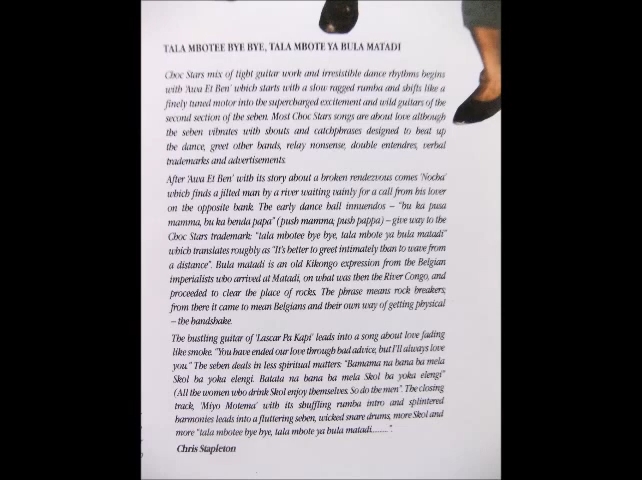 TALA MBOTEE BYE BYE, TALA MBOTE YA BULA MATADI
Choc Stars mix of tight guitar work and irresistible dance rhythms begins
with 'Awa Et Ben' which starts with a slow ragged rumba and shifts like a
finely tuned motor into the supercharged excitement and wild guitars of the
second section of the seben. Most Choc Stars songs are about love although
the seben vibrates with shouts and catchphrases designed to heat up
the dance, greet other bands, relay nonsense, double entendres, verbal
trademarks and advertisements.
After 'Awa Et Ben' with its story about a broken rendezvous comes 'Nocha'
which finds a jilted man by a river waiting vainly for a call from his lover
on the opposite bank. The early dance hall innuendos – "bu ka pusa
mamma, bu ka benda papa" (push mamma, push pappa) – give way to the
Choc Stars trademark: "tala mbotee bye bye, tala mbote ya bula matadi"
which translates roughly as "It's better to greet intimately than to wave from
a distance". Bula matadi is an old Kikongo expression from the Belgian
imperialists who arrived at Matadi, on what was then the River Congo, and
proceeded to clear the place of rocks. The phrase means rock breakers;
from there it came to mean Belgians and their own way of getting physical
– the handshake.
The bustling guitar of 'Lascar Pa Kapi' leads into a song about love fading
like smoke. "You have ended our love through bad advice, but I'll always love
you." The seben deals in less spiritual matters: "Bamama na bana ba mela
Skol ba yoka elengi. Batata na bana ba mela Skol ba yoka elengi"
(All the women who drink Skol enjoy themselves. So do the men". The closing
track, 'Miyo Motema' with its shuffling rumba intro and splintered
harmonies leads into a fluttering seben, wicked snare drums, more Skol and
more "tala mbotee bye bye, tala mbote ya bula matadi........".
Chris Stapleton